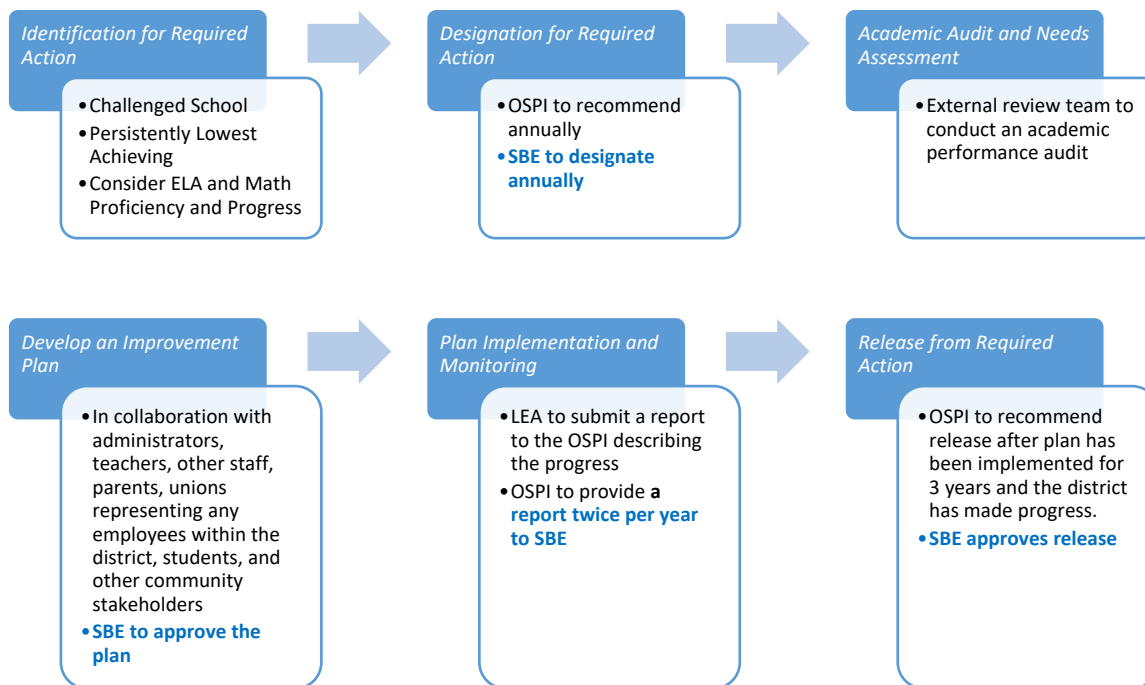 Identification for Required
Action
•Challenged School
•Persistently Lowest
Achieving
•Consider ELA and Math
Proficiency and Progress
Designation for Required
Action
•OSPI to recommend
annually
•SBE to designate
annually
Academic Audit and Needs
Assessment
•External review team to
conduct an academic
performance audit
Develop an Improvement
Plan
•In collaboration with
administrators,
teachers, other staff,
parents, unions
representing any
employees within the
district, students, and
other community
stakeholders
•SBE to approve the
plan
Plan Implementation and
Monitoring
•LEA to submit a report
to the OSPI describing
the progress
•OSPI to provide a
report twice per year
to SBE
Release from Required
Action
•OSPI to recommend
release after plan has
been implemented for
3 years and the district
has made progress.
•SBE approves release